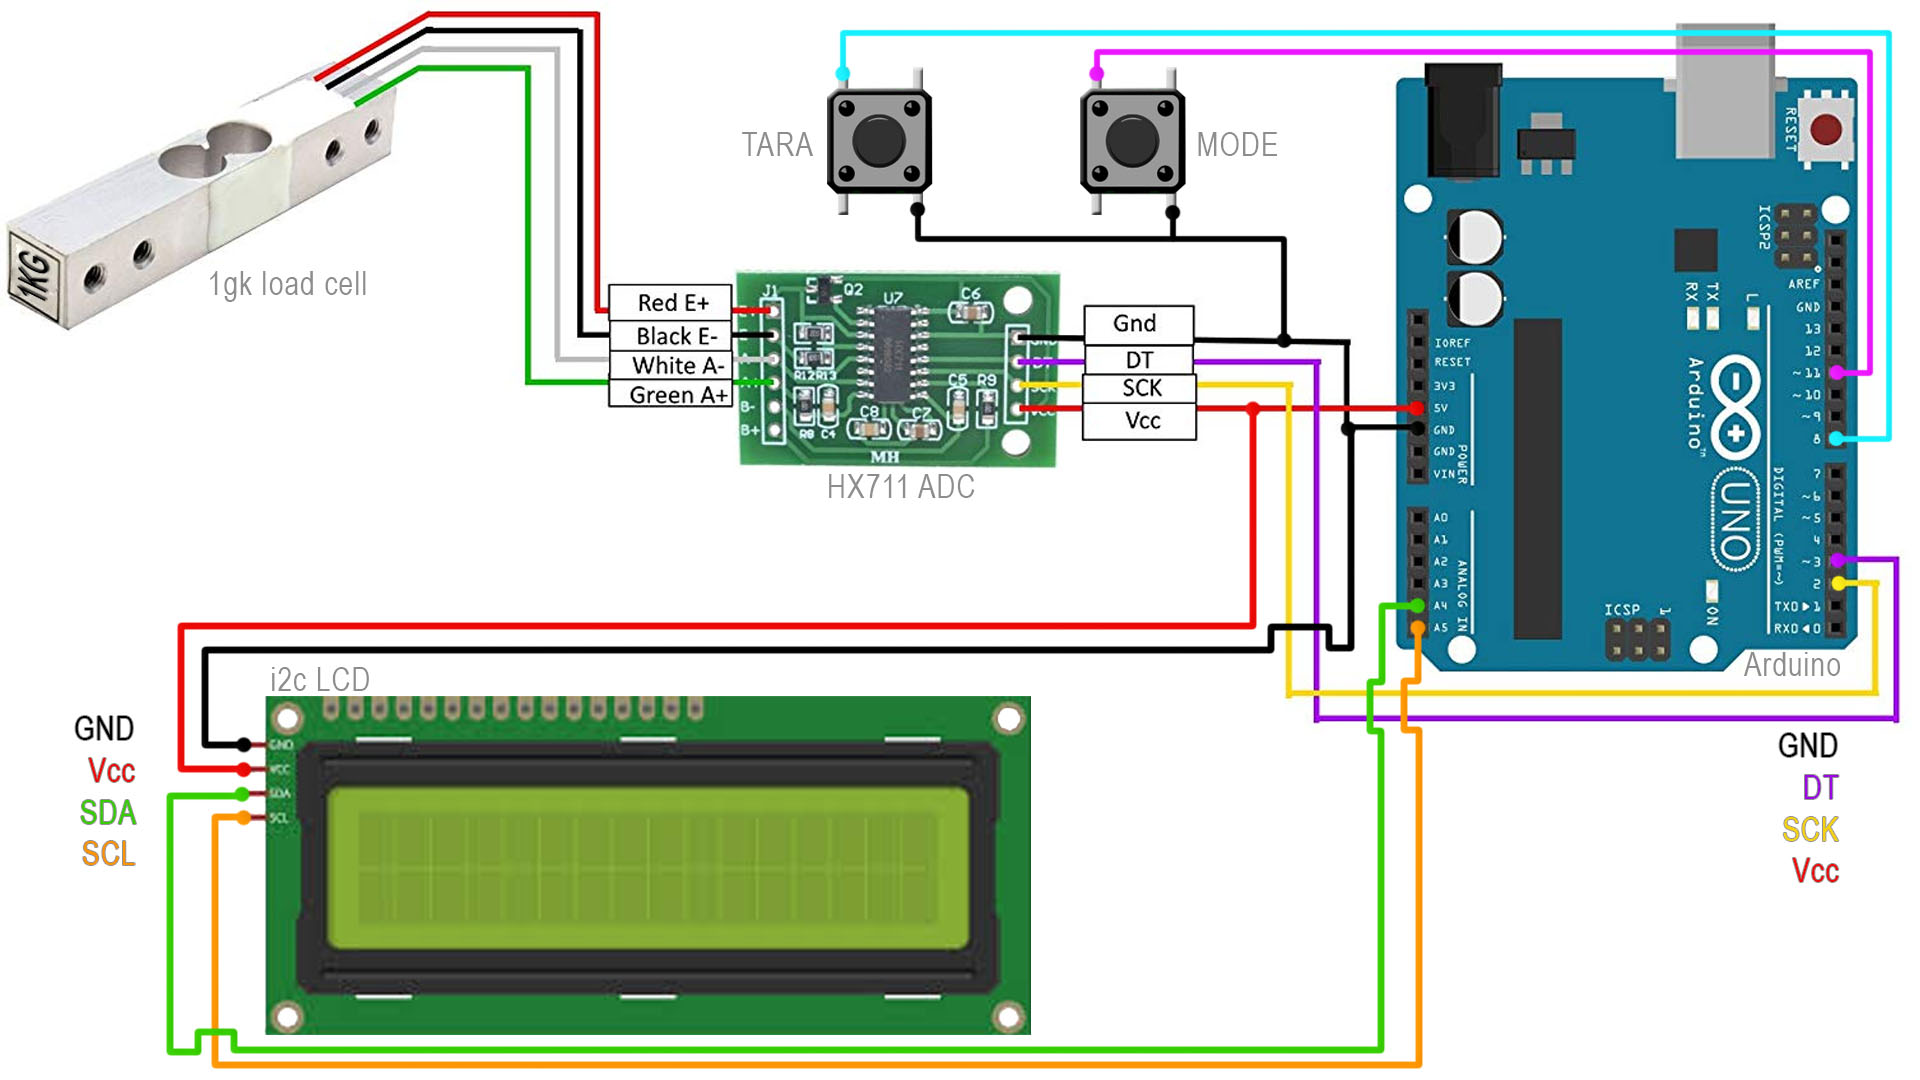 TARA
MODE
1KG
1gk load cell
Red E+
Black E-
White A-
Green A+
J1
Q2
U7
C6
R12
R13
C5
R9
R8
C4
C8
C7
B-
B+
MH
HX711 ADC
Gnd
DT
SCK
Vcc
RESET
ICSP2
TX
RX
L
AREF
GND
13
12
~11
~10
~9
8
7
~6
~5
4
~3
2
TX0▶1
RX0◀0
IOREF
RESET
3V3
5V
GND
GND
VIN
POWER
A0
A1
A2
A3
A4
A5
ANALOG IN
Arduino™
UNO
DIGITAL (PWM=~)
ON
ICSP
1
Arduino
i2c LCD
GND
Vcc
SDA
SCL
GND
VCC
SDA
SCL
GND
DT
SCK
Vcc